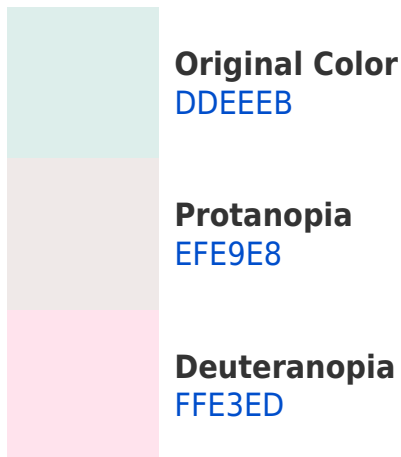 Original Color
DDEEEB
Protanopia
EFE9E8
Deuteranopia
FFE3ED